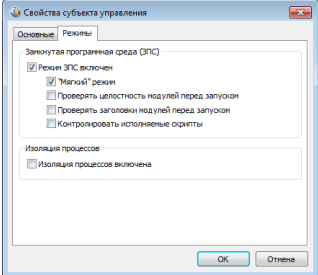 Свойства субъекта управления
Основные Режимы
Замкнутая программная среда (ЗПС)
Режим ЗПС включен
"Мягкий" режим
Проверять целостность модулей перед запуском
Проверять заголовки модулей перед запуском
Контролировать исполняемые скрипты
Изоляция процессов
Изоляция процессов включена
ОК Отмена